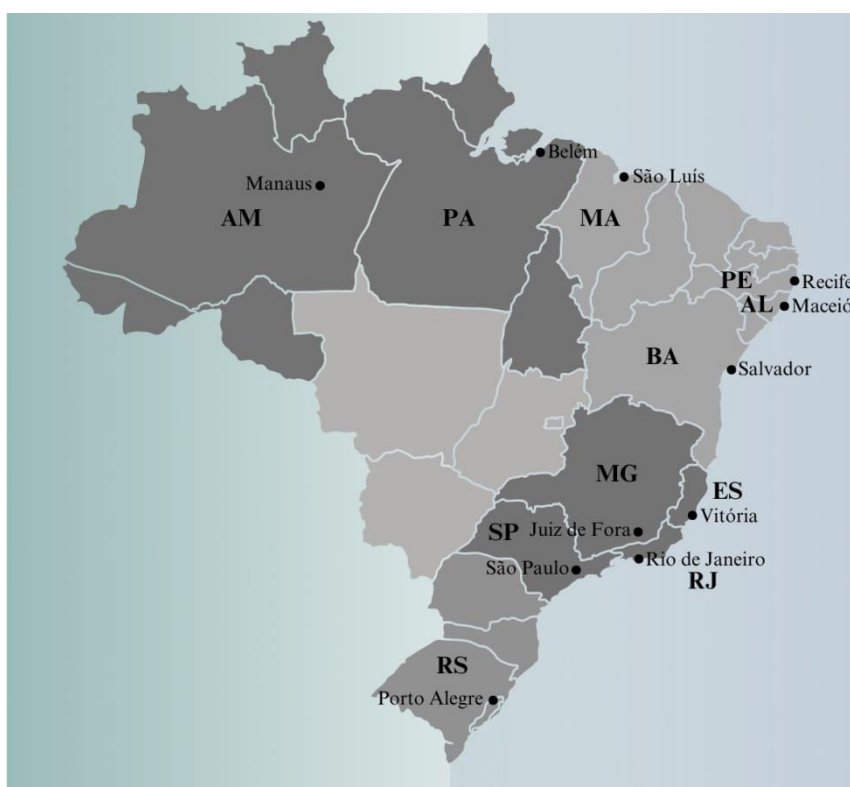 Belém
São Luís
Manaus
AM
PA
MA
PE
Recife
AL
Maceió
BA
Salvador
MG
ES
Vitória
SP
Juiz de Fora
São Paulo
Rio de Janeiro
RJ
RS
Porto Alegre